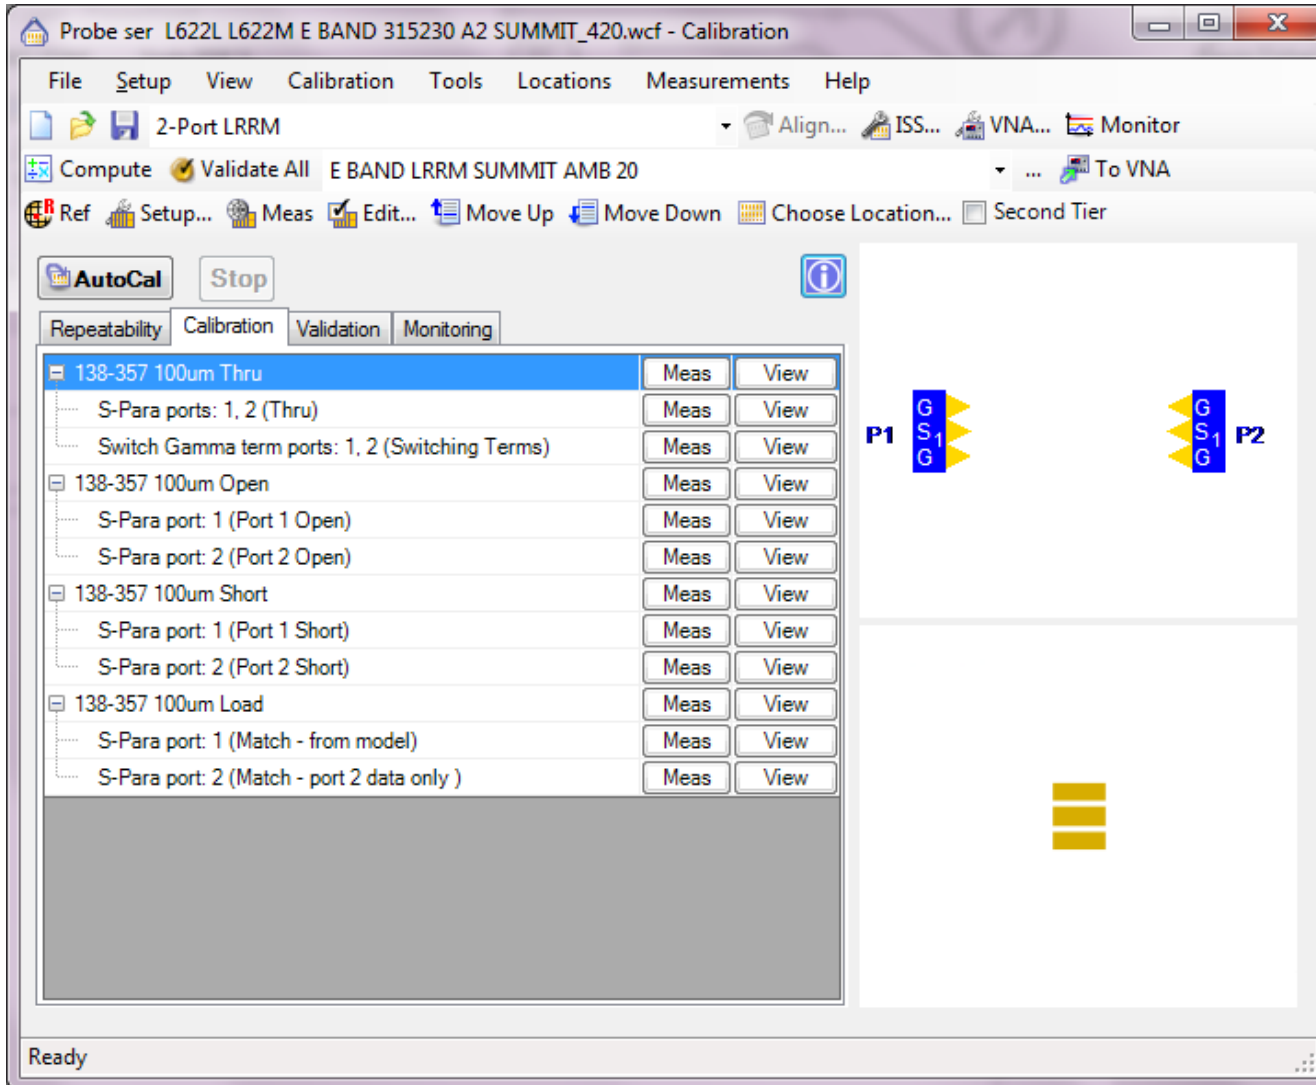 Probe ser L622L L622M E BAND 315230 A2 SUMMIT_420.wcf - Calibration
File Setup View Calibration Tools Locations Measurements Help
2-Port LRRM Align... ISS... VNA... Monitor
Compute Validate All E BAND LRRM SUMMIT AMB 20 ... To VNA
Ref Setup... Meas Edit... Move Up Move Down Choose Location... Second Tier
AutoCal Stop
Repeatability Calibration Validation Monitoring
138-357 100um Thru Meas View
S-Para ports: 1, 2 (Thru) Meas View
Switch Gamma term ports: 1, 2 (Switching Terms) Meas View
138-357 100um Open Meas View
S-Para port: 1 (Port 1 Open) Meas View
S-Para port: 2 (Port 2 Open) Meas View
138-357 100um Short Meas View
S-Para port: 1 (Port 1 Short) Meas View
S-Para port: 2 (Port 2 Short) Meas View
138-357 100um Load Meas View
S-Para port: 1 (Match - from model) Meas View
S-Para port: 2 (Match - port 2 data only ) Meas View
G G
P1 S1 S1 P2
G G
Ready